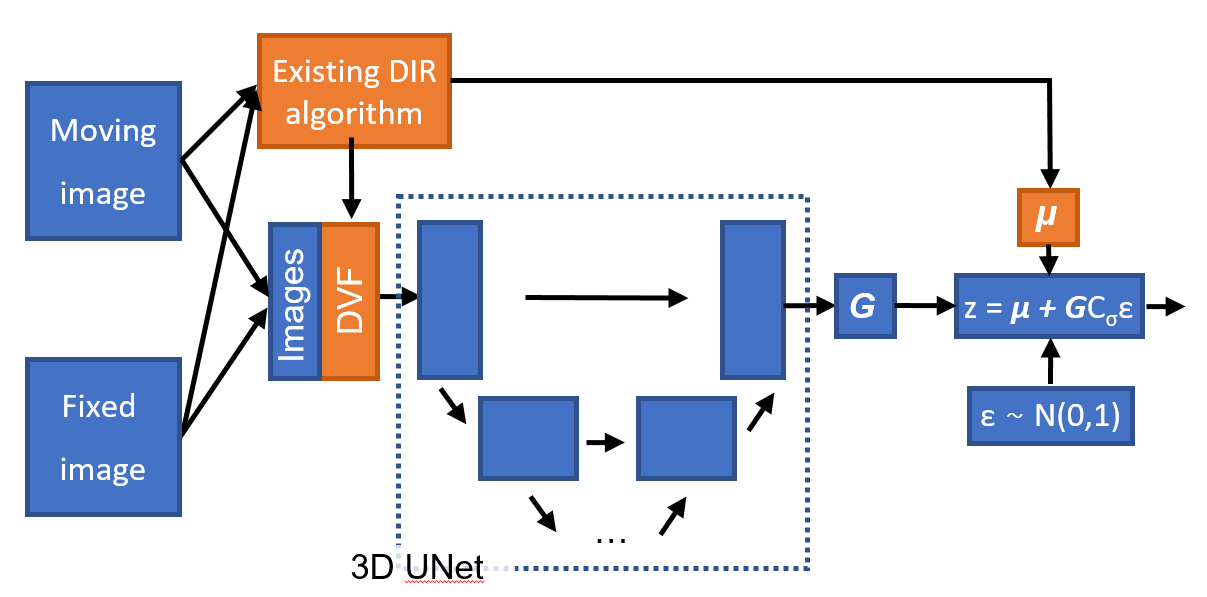 Existing DIR
algorithm
Moving
image
Images
DVF
μ
G
z = μ + GCσε
Fixed
image
ε ~ N(0,1)
...
3D UNet